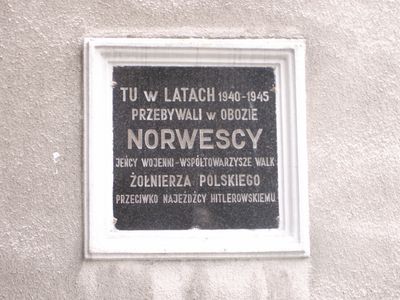 TU W LATACH 1940-1945
PRZEBYWALI W OBOZIE
NORWESCY
JEŃCY WOJENNI-WSPÓŁTOWARZYSZE WALK
ŻOŁNIERZA POLSKIEGO
PRZECIWKO NAJEŹDŹCY HITLEROWSKIEMU